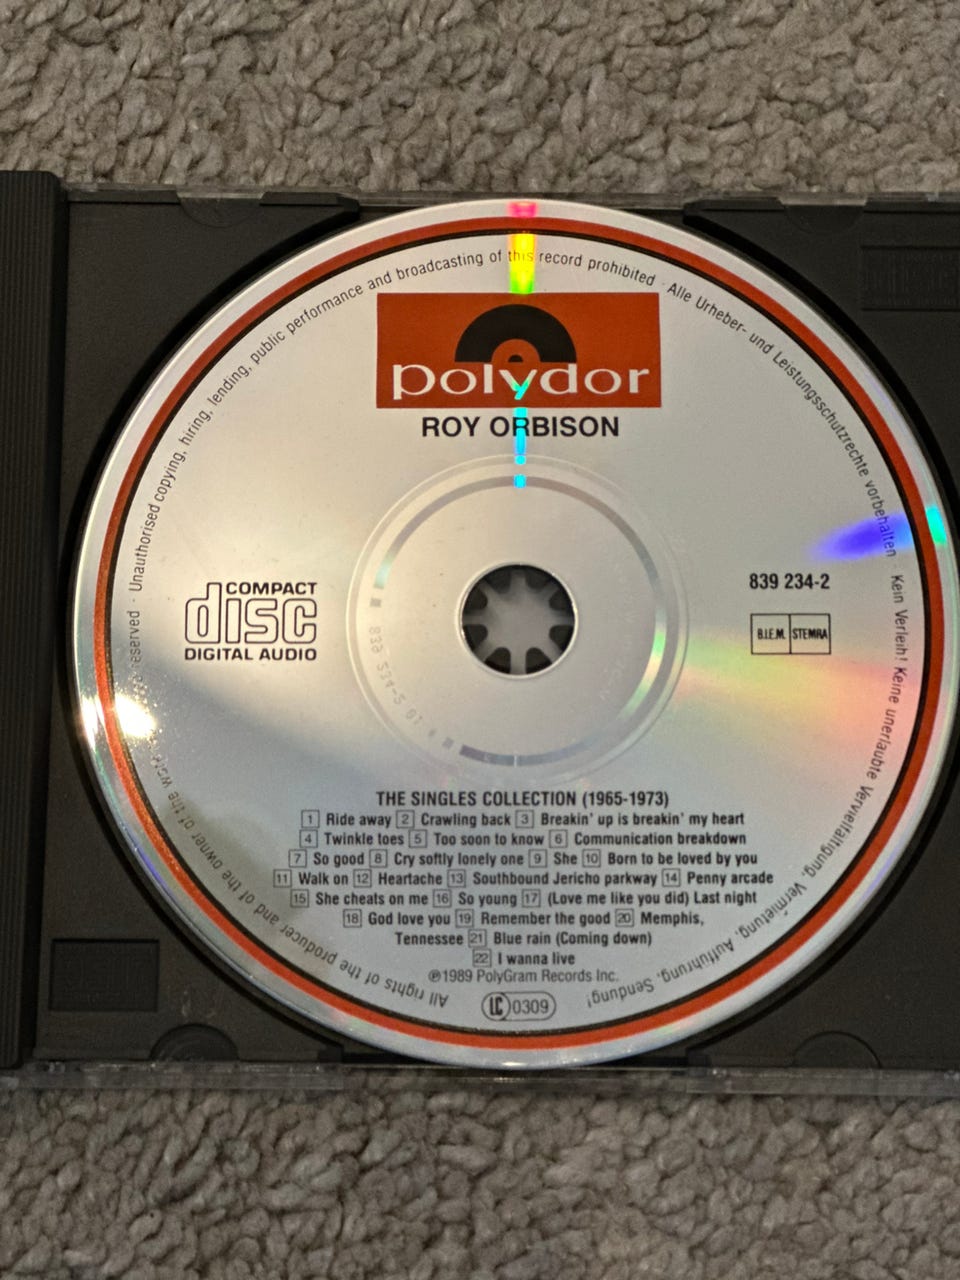 Unauthorised copying, hiring, lending, public performance and broadcasting of this record prohibited · Alle Urheber- und Leistungsschutzrechte vorbehalten · Kein Verleih! Keine unerlaubte Vervielfältigung, Vermietung, Aufführung, Sendung!
polydor
ROY ORBISON
COMPACT
disc
DIGITAL AUDIO
839 234-2
B.I.E.M. STEMRA
THE SINGLES COLLECTION (1965-1973)
1 Ride away 2 Crawling back 3 Breakin' up is breakin' my heart
4 Twinkle toes 5 Too soon to know 6 Communication breakdown
7 So good 8 Cry softly lonely one 9 She 10 Born to be loved by you
11 Walk on 12 Heartache 13 Southbound Jericho parkway 14 Penny arcade
15 She cheats on me 16 So young 17 (Love me like you did) Last night
18 God love you 19 Remember the good 20 Memphis,
Tennessee 21 Blue rain (Coming down)
22 I wanna live
℗1989 PolyGram Records Inc.
LC 0309
All rights of the producer and of the owner of the work reserved ·